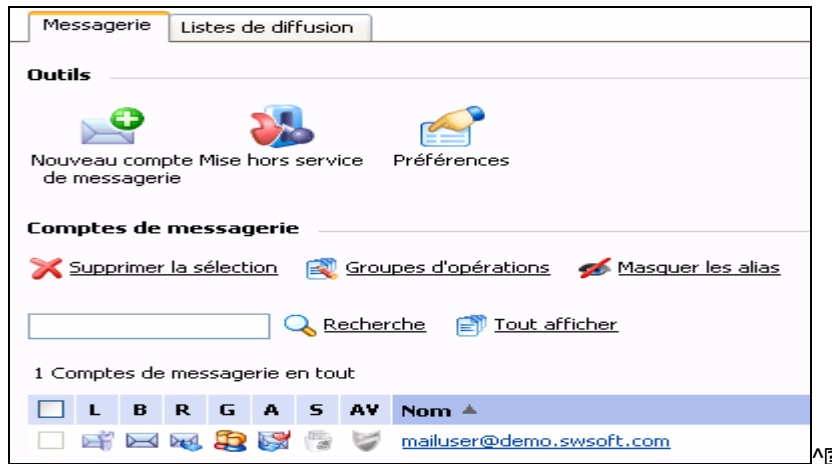 Messagerie Listes de diffusion
Outils
Nouveau compte de messagerie
Mise hors service
Préférences
Comptes de messagerie
Supprimer la sélection Groupes d'opérations Masquer les alias
Recherche Tout afficher
1 Comptes de messagerie en tout
L B R G A S AV Nom
mailuser@demo.swsoft.com